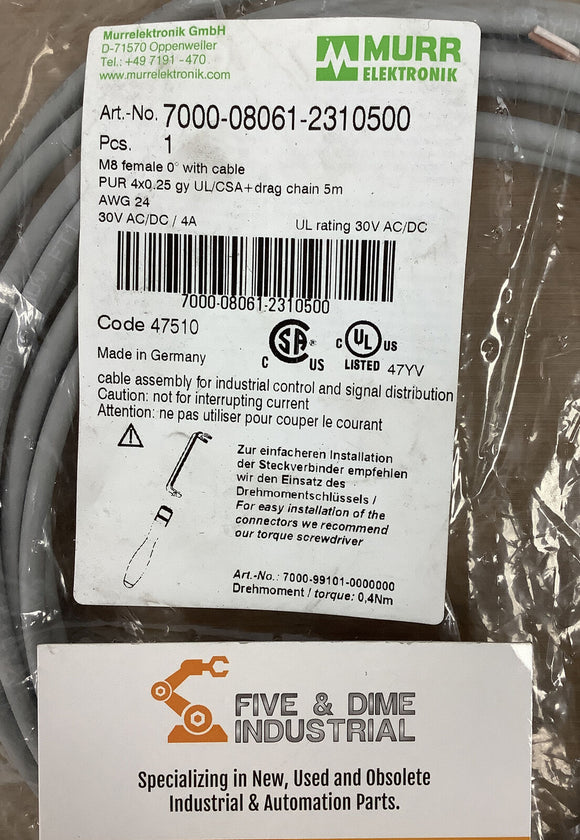 Murrelektronik GmbH
D-71570 Oppenweiler
Tel.: +49 7191 -470
www.murrelektronik.com
MURR
ELEKTRONIK
Art.-No. 7000-08061-2310500
Pcs. 1
M8 female 0° with cable
PUR 4x0.25 gy UL/CSA+drag chain 5m
AWG 24
30V AC/DC / 4A UL rating 30V AC/DC
7000-08061-2310500
Code 47510
Made in Germany
C SA US
C UL US
LISTED 47YV
cable assembly for industrial control and signal distribution
Caution: not for interrupting current
Attention: ne pas utiliser pour couper le courant
Zur einfacheren Installation
der Steckverbinder empfehlen
wir den Einsatz des
Drehmomentschlüssels /
For easy installation of the
connectors we recommend
our torque screwdriver
Art.-No.: 7000-99101-0000000
Drehmoment / torque: 0,4Nm
FIVE & DIME
INDUSTRIAL
Specializing in New, Used and Obsolete
Industrial & Automation Parts.